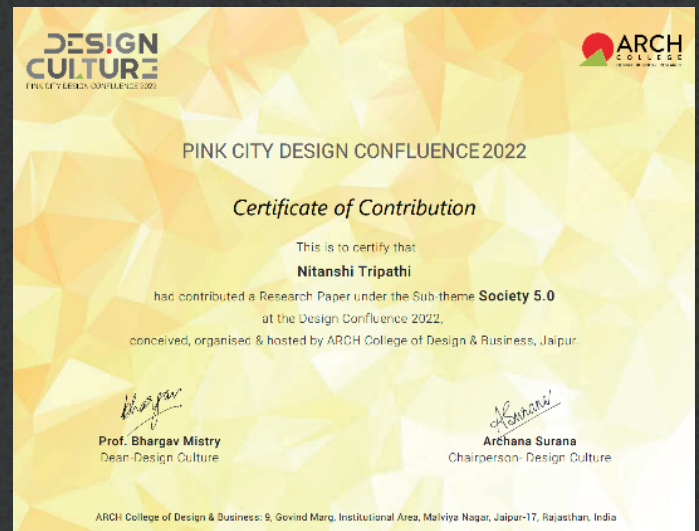 DES!GN
CULTURE
PINK CITY DESIGN CONFLUENCE 2022
ARCH
COLLEGE
PINK CITY DESIGN CONFLUENCE 2022
Certificate of Contribution
This is to certify that
Nitanshi Tripathi
had contributed a Research Paper under the Sub-theme Society 5.0
at the Design Confluence 2022,
conceived, organised & hosted by ARCH College of Design & Business, Jaipur.
Bhargav
ASurana
Prof. Bhargav Mistry
Archana Surana
Dean-Design Culture
Chairperson- Design Culture
ARCH College of Design & Business: 9, Govind Marg, Institutional Area, Malviya Nagar, Jaipur-17, Rajasthan, India